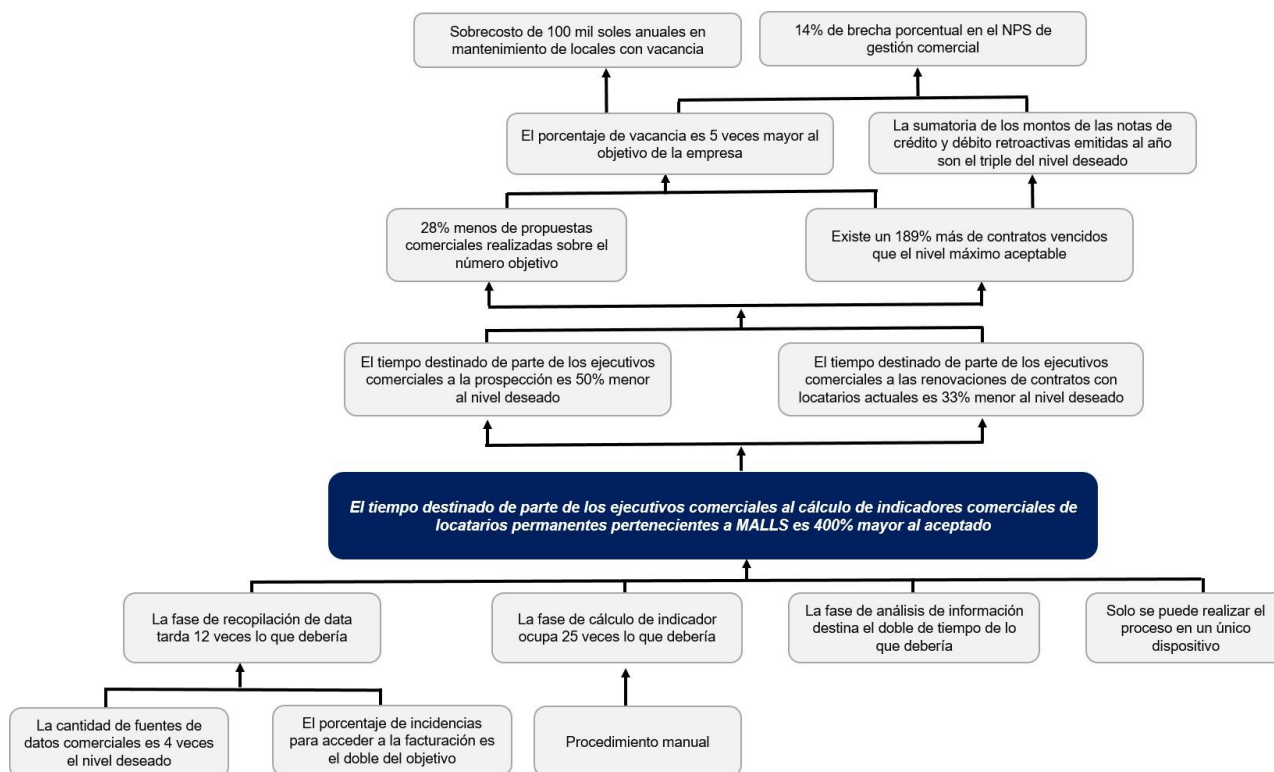 Sobrecosto de 100 mil soles anuales en
mantenimiento de locales con vacancia
14% de brecha porcentual en el NPS de
gestión comercial
El porcentaje de vacancia es 5 veces mayor al
objetivo de la empresa
La sumatoria de los montos de las notas de
crédito y débito retroactivas emitidas al año
son el triple del nivel deseado
28% menos de propuestas
comerciales realizadas sobre el
número objetivo
Existe un 189% más de contratos vencidos
que el nivel máximo aceptable
El tiempo destinado de parte de los ejecutivos
comerciales a la prospección es 50% menor
al nivel deseado
El tiempo destinado de parte de los ejecutivos
comerciales a las renovaciones de contratos con
locatarios actuales es 33% menor al nivel deseado
El tiempo destinado de parte de los ejecutivos comerciales al cálculo de indicadores comerciales de
locatarios permanentes pertenecientes a MALLS es 400% mayor al aceptado
La fase de recopilación de data
tarda 12 veces lo que debería
La fase de cálculo de indicador
ocupa 25 veces lo que debería
La fase de análisis de información
destina el doble de tiempo de lo
que debería
Solo se puede realizar el
proceso en un único
dispositivo
La cantidad de fuentes de
datos comerciales es 4 veces
el nivel deseado
El porcentaje de incidencias
para acceder a la facturación es
el doble del objetivo
Procedimiento manual